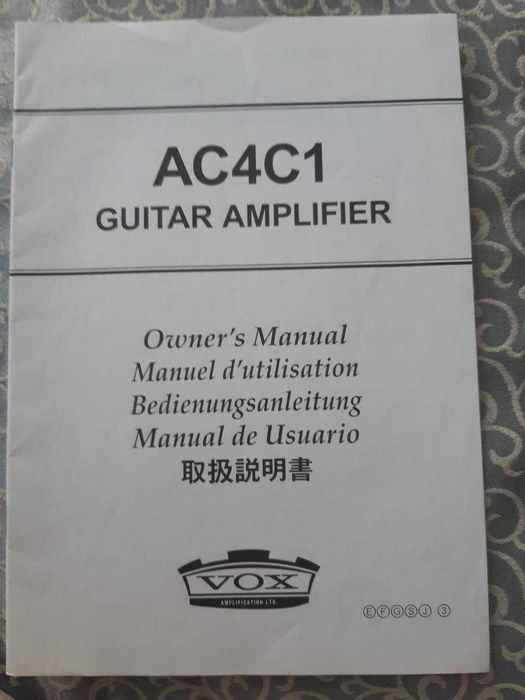 AC4C1
GUITAR AMPLIFIER
Owner's Manual
Manuel d'utilisation
Bedienungsanleitung
Manual de Usuario
取扱説明書
VOX
AMPLIFICATION LTD.
ⒺⒻⒼⓈⒿ ③